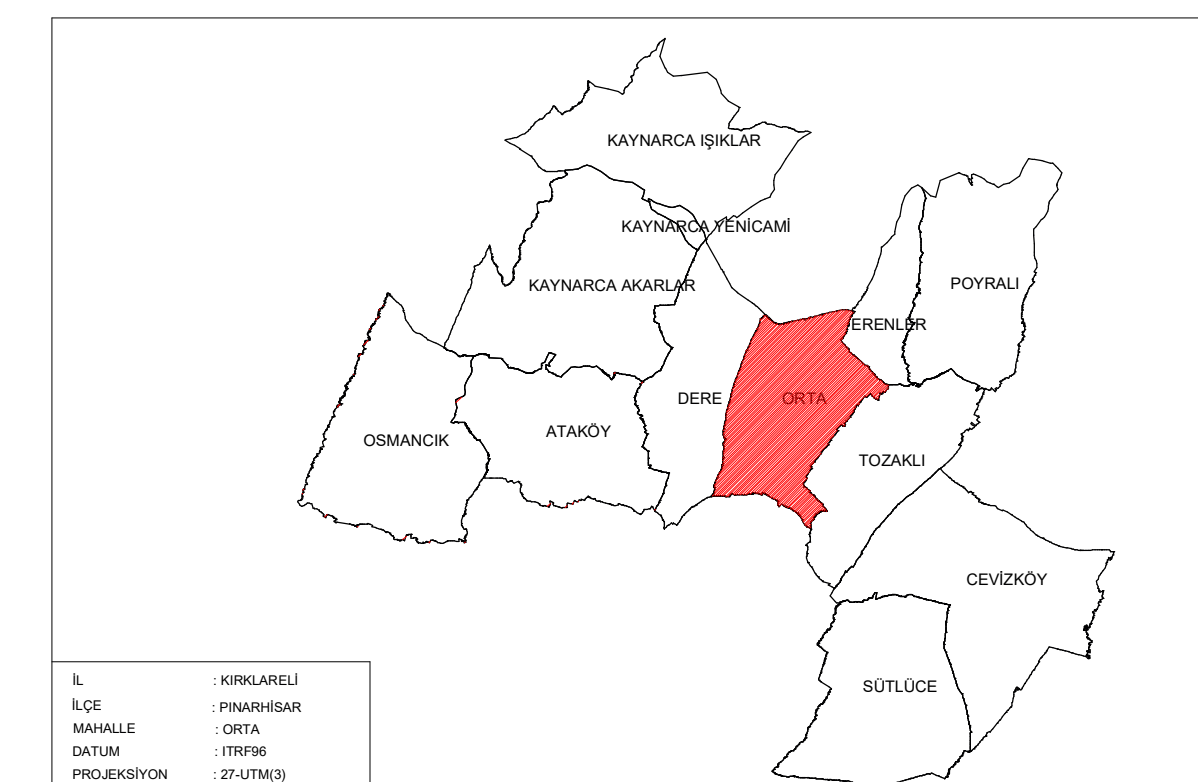 KAYNARCA IŞIKLAR
KAYNARCA YENİCAMİ
KAYNARCA AKARLAR
POYRALI
ERENLER
DERE
ORTA
OSMANCIK
ATAKÖY
TOZAKLI
CEVİZKÖY
SÜTLÜCE
İL : KIRKLARELİ
İLÇE : PINARHİSAR
MAHALLE : ORTA
DATUM : ITRF96
PROJEKSİYON : 27-UTM(3)